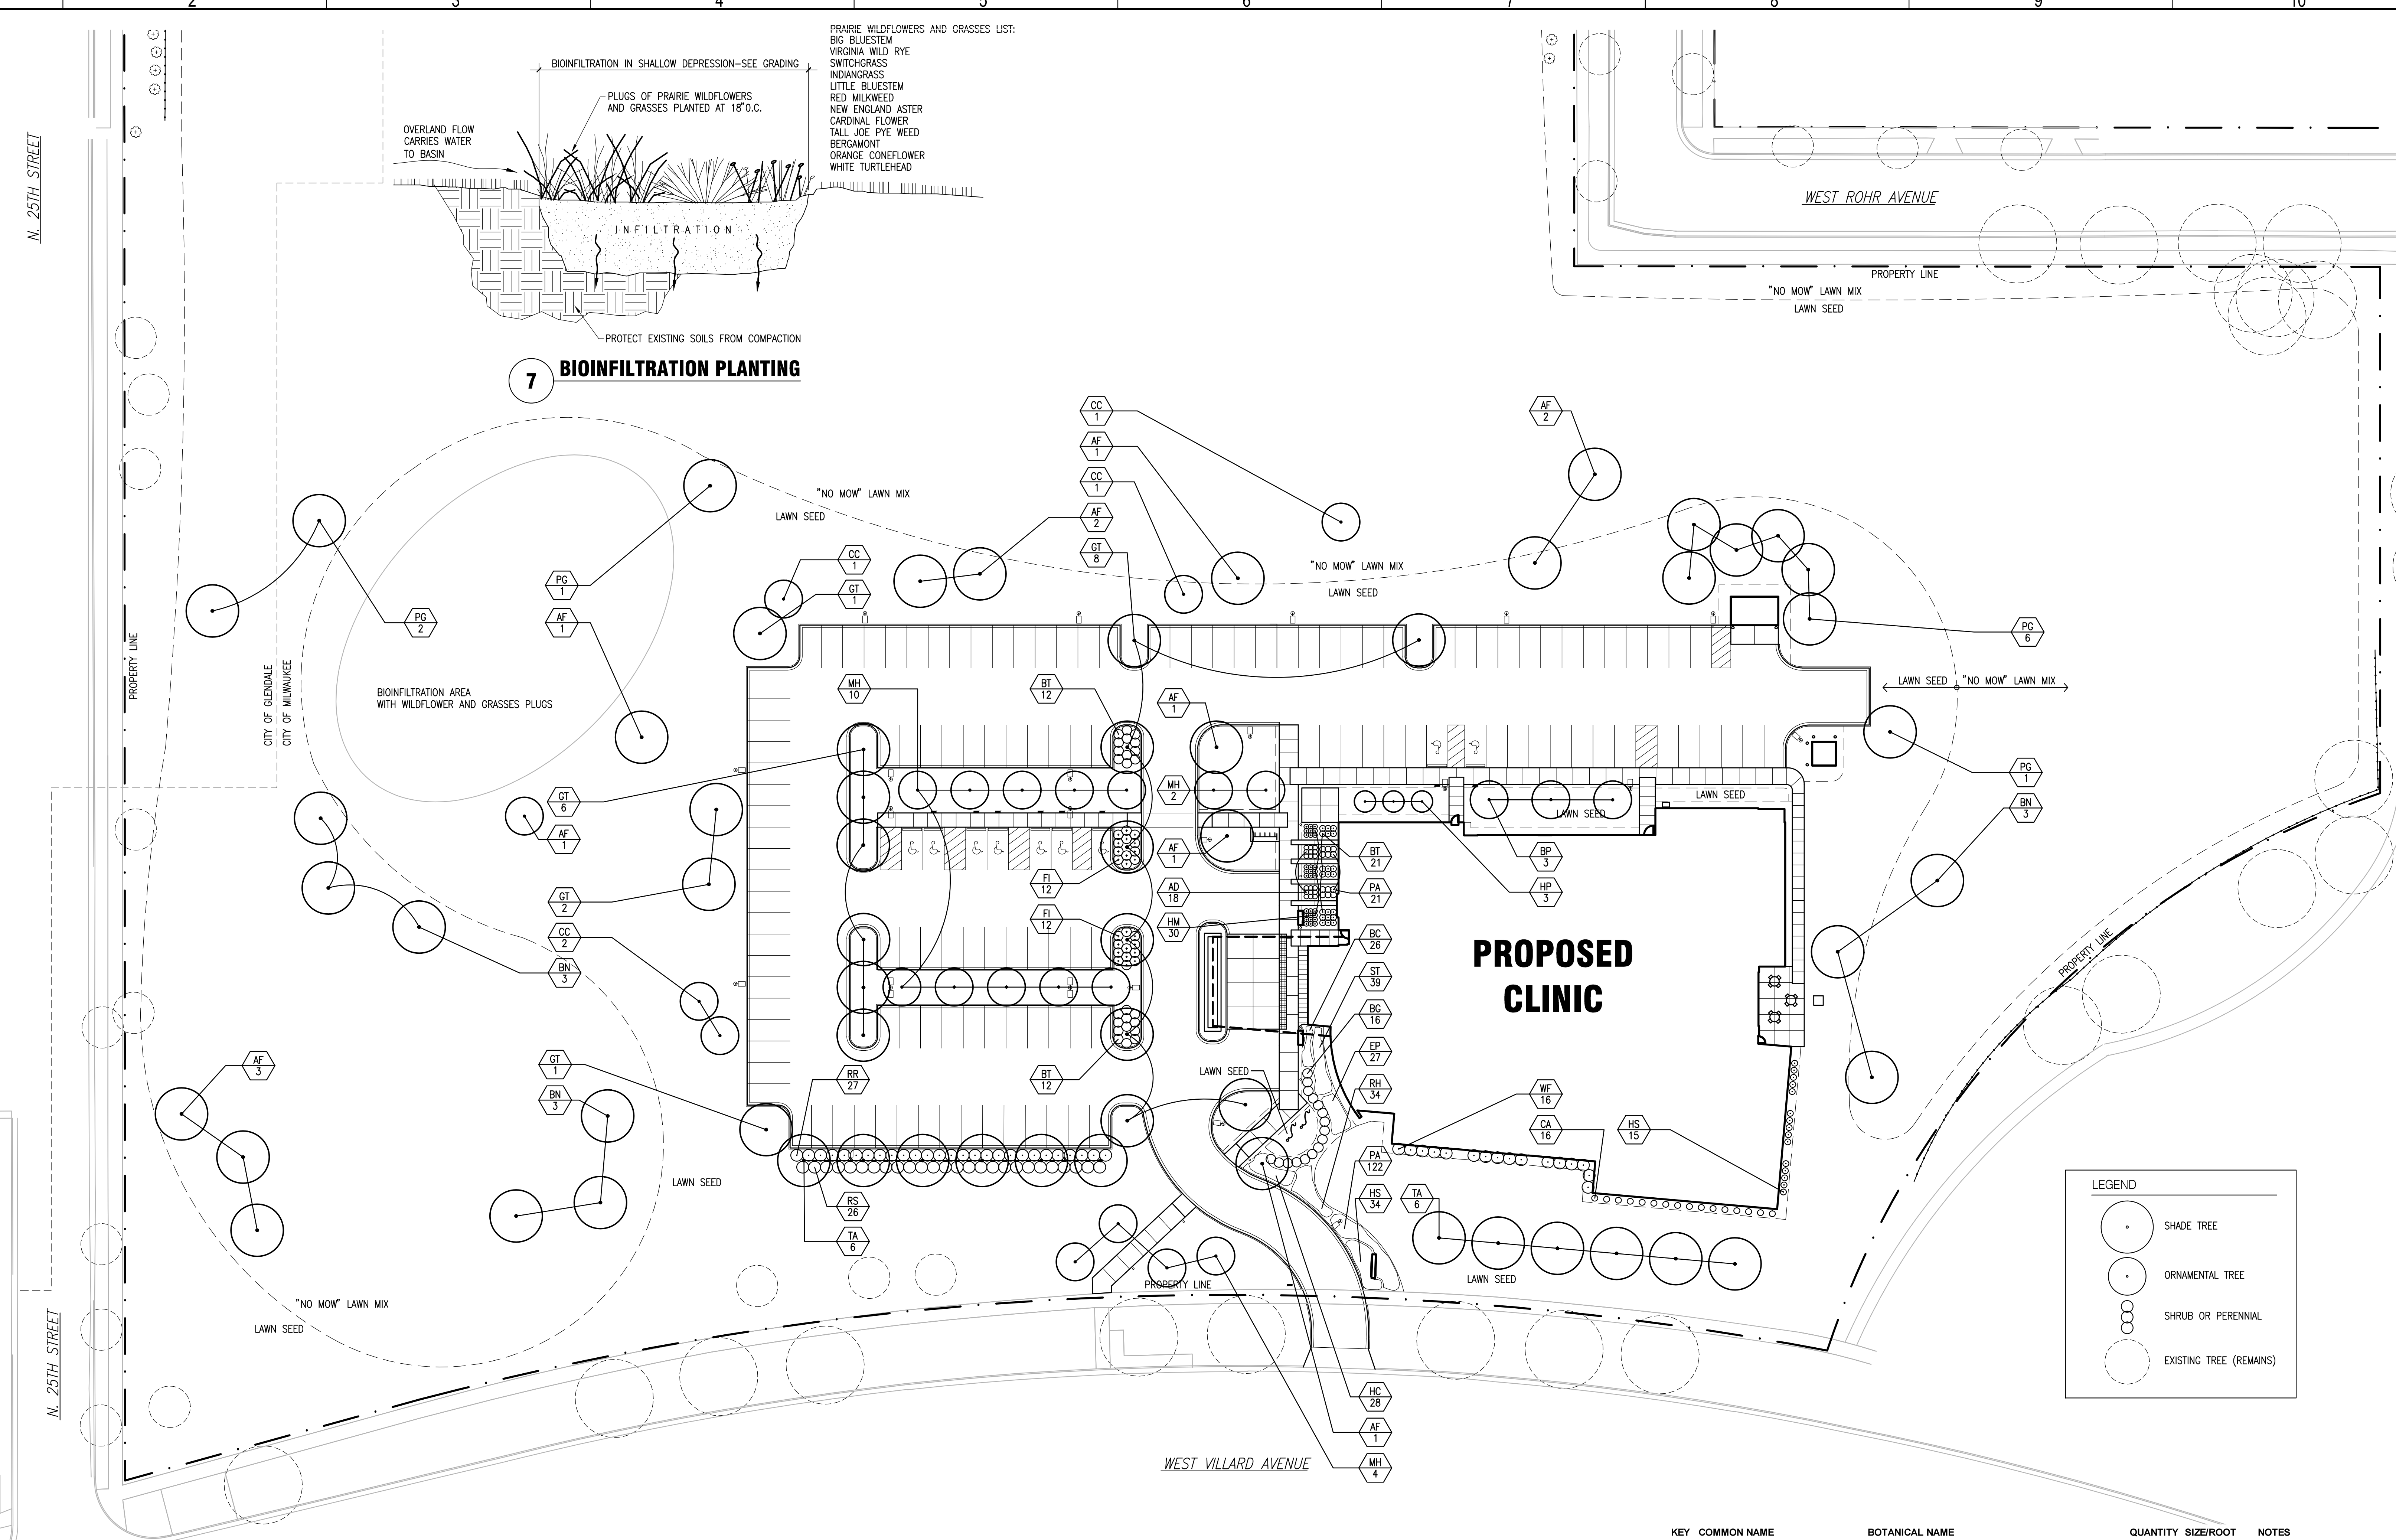 2 3 4 5 6 7 8 9 10
PRAIRIE WILDFLOWERS AND GRASSES LIST:
BIG BLUESTEM
VIRGINIA WILD RYE
SWITCHGRASS
INDIANGRASS
LITTLE BLUESTEM
RED MILKWEED
NEW ENGLAND ASTER
CARDINAL FLOWER
TALL JOE PYE WEED
BERGAMONT
ORANGE CONEFLOWER
WHITE TURTLEHEAD
BIOINFILTRATION IN SHALLOW DEPRESSION-SEE GRADING
PLUGS OF PRAIRIE WILDFLOWERS
AND GRASSES PLANTED AT 18"O.C.
OVERLAND FLOW
CARRIES WATER
TO BASIN
INFILTRATION
PROTECT EXISTING SOILS FROM COMPACTION
7 BIOINFILTRATION PLANTING
N. 25TH STREET
WEST ROHR AVENUE
PROPERTY LINE
"NO MOW" LAWN MIX
LAWN SEED
CC
1
AF
1
CC
1
AF
2
GT
8
AF
2
"NO MOW" LAWN MIX
LAWN SEED
CC
1
GT
1
PG
1
AF
1
PG
2
"NO MOW" LAWN MIX
LAWN SEED
PG
6
PROPERTY LINE
CITY OF GLENDALE
CITY OF MILWAUKEE
BIOINFILTRATION AREA
WITH WILDFLOWER AND GRASSES PLUGS
MH
10
BT
12
AF
1
LAWN SEED "NO MOW" LAWN MIX
GT
6
AF
1
MH
2
LAWN SEED
LAWN SEED
PG
1
BN
3
GT
2
CC
2
BN
3
FI
12
FI
12
AF
1
AD
18
HM
30
BT
21
PA
21
BP
3
HP
3
BC
26
ST
39
BG
16
EP
27
RH
34
PROPOSED
CLINIC
PROPERTY LINE
AF
3
GT
1
BN
3
RR
27
BT
12
LAWN SEED
WF
16
CA
16
HS
15
PA
122
HS
34
TA
6
LAWN SEED
RS
26
TA
6
LAWN SEED
PROPERTY LINE
LEGEND
SHADE TREE
ORNAMENTAL TREE
SHRUB OR PERENNIAL
EXISTING TREE (REMAINS)
"NO MOW" LAWN MIX
LAWN SEED
N. 25TH STREET
HC
28
AF
1
MH
4
WEST VILLARD AVENUE
KEY COMMON NAME BOTANICAL NAME QUANTITY SIZE/ROOT NOTES